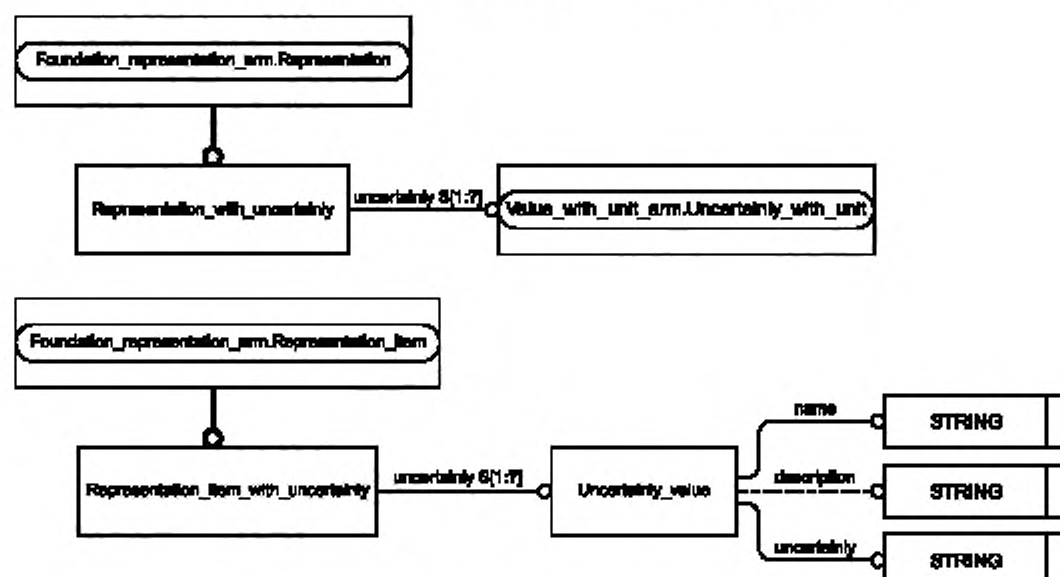 Foundation_representation_arm.Representation
Representation_with_uncertainty
uncertainty S[1:?]
Value_with_unit_arm.Uncertainty_with_unit
Foundation_representation_arm.Representation_item
Representation_item_with_uncertainty
uncertainty S[1:?]
Uncertainty_value
name
STRING
description
STRING
uncertainty
STRING